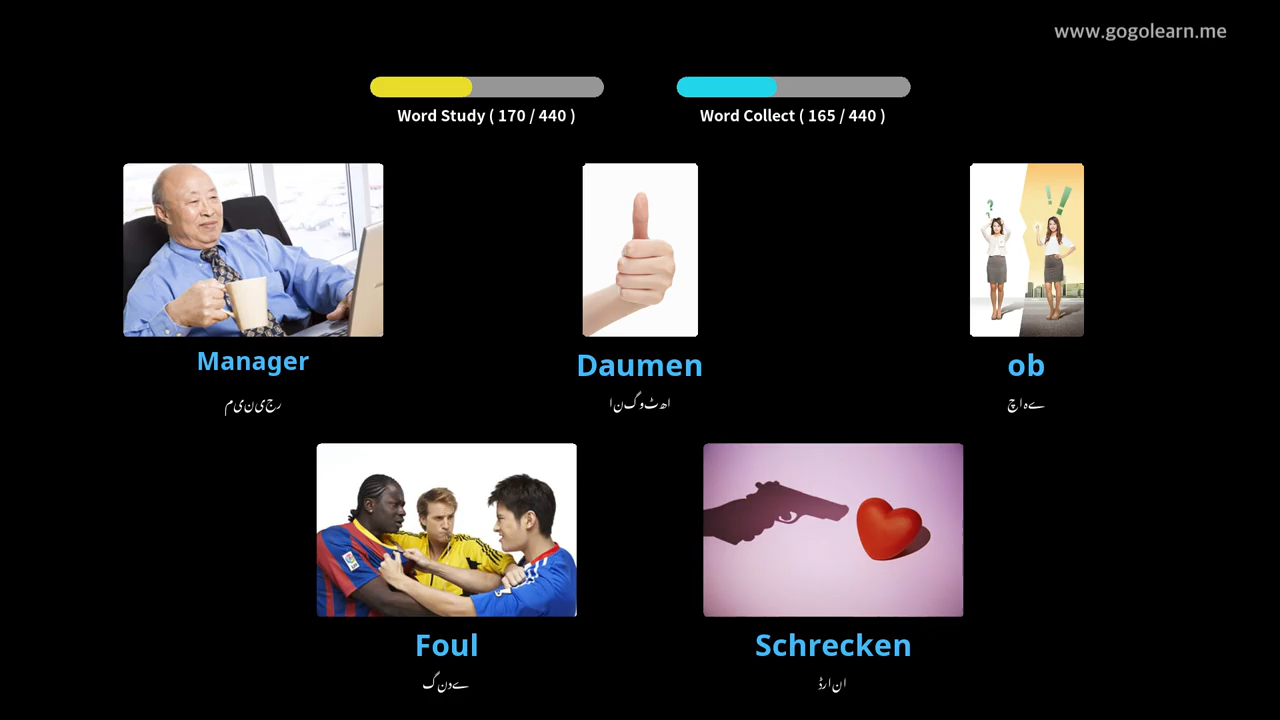 www.gogolearn.me
Word Study ( 170 / 440 )
Word Collect ( 165 / 440 )
Manager
رجینیم
Daumen
اھٹوگنا
ob
ےہاچ
Foul
ےدنگ
Schrecken
انارڈ